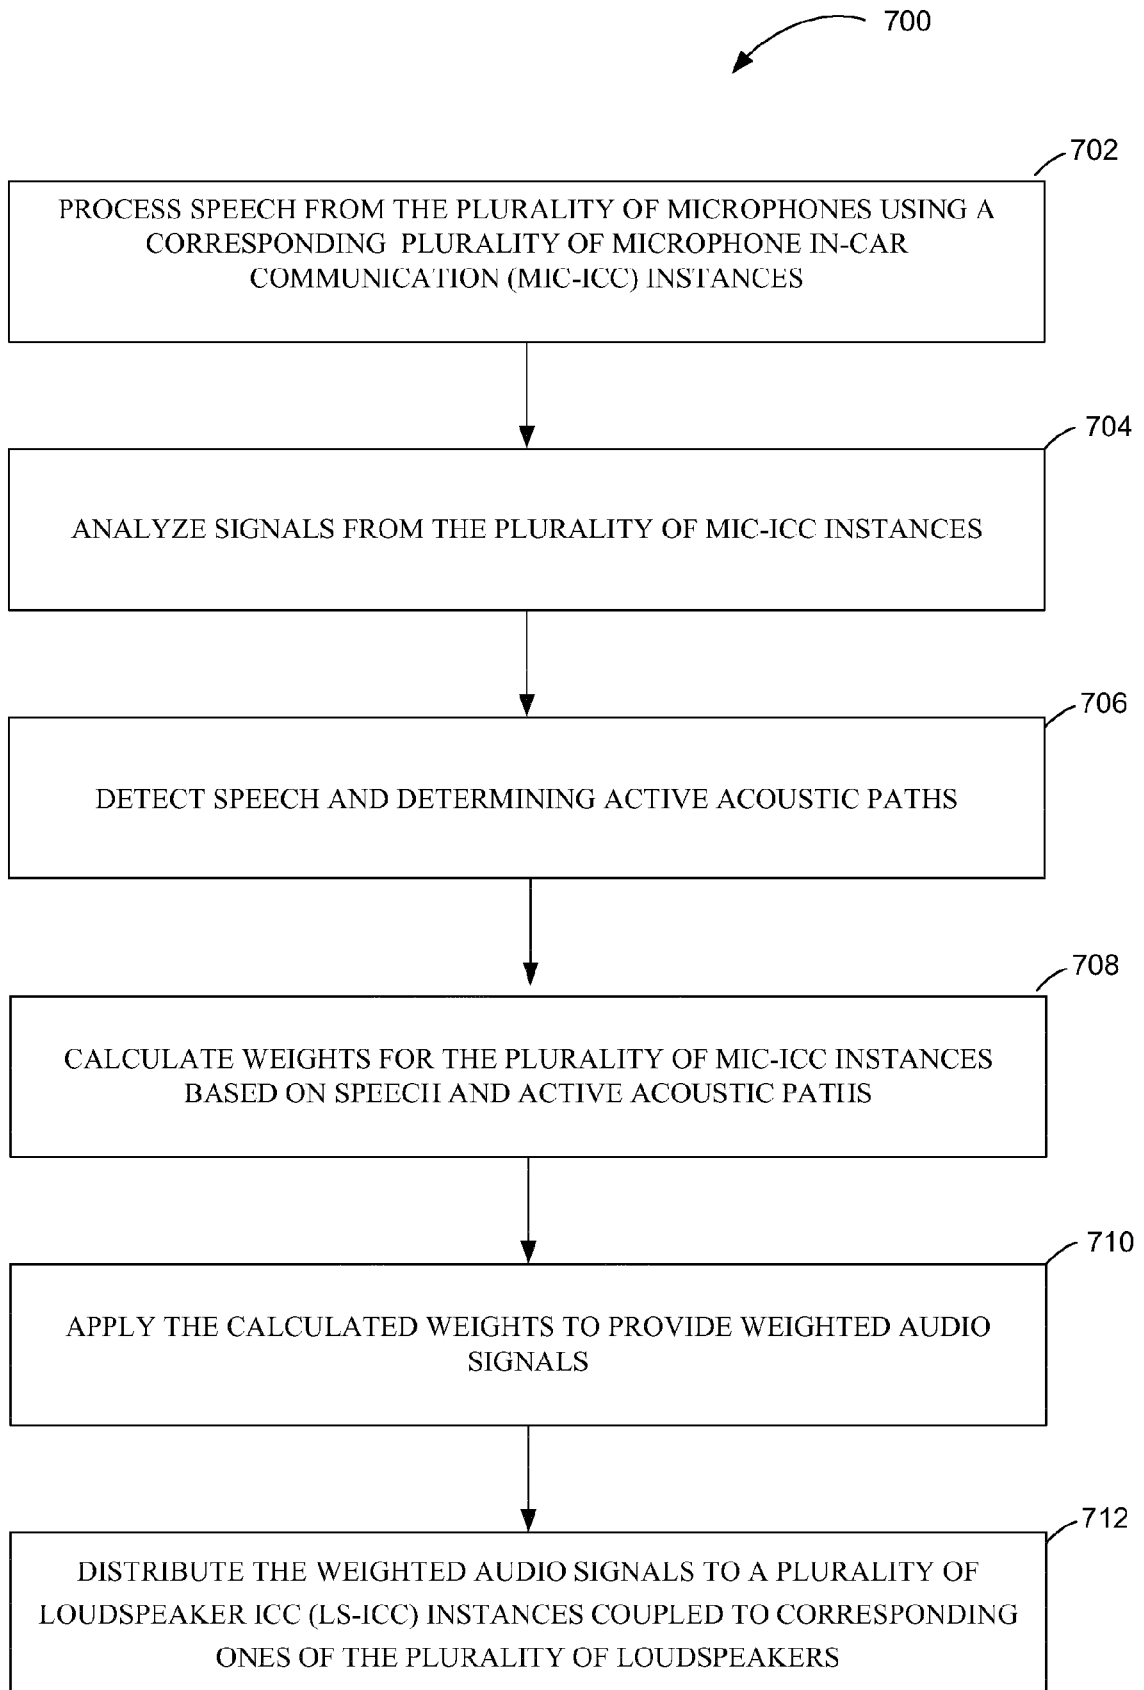 700
702
PROCESS SPEECH FROM THE PLURALITY OF MICROPHONES USING A
CORRESPONDING PLURALITY OF MICROPHONE IN-CAR
COMMUNICATION (MIC-ICC) INSTANCES
704
ANALYZE SIGNALS FROM THE PLURALITY OF MIC-ICC INSTANCES
706
DETECT SPEECH AND DETERMINING ACTIVE ACOUSTIC PATHS
708
CALCULATE WEIGHTS FOR THE PLURALITY OF MIC-ICC INSTANCES
BASED ON SPEECH AND ACTIVE ACOUSTIC PATHS
710
APPLY THE CALCULATED WEIGHTS TO PROVIDE WEIGHTED AUDIO
SIGNALS
712
DISTRIBUTE THE WEIGHTED AUDIO SIGNALS TO A PLURALITY OF
LOUDSPEAKER ICC (LS-ICC) INSTANCES COUPLED TO CORRESPONDING
ONES OF THE PLURALITY OF LOUDSPEAKERS